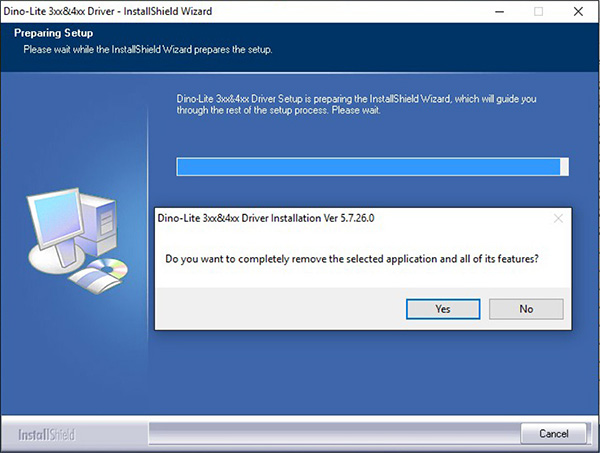 Dino-Lite 3xx&4xx Driver - InstallShield Wizard
Preparing Setup
Please wait while the InstallShield Wizard prepares the setup.
Dino-Lite 3xx&4xx Driver Setup is preparing the InstallShield Wizard, which will guide you
through the rest of the setup process. Please wait.
Dino-Lite 3xx&4xx Driver Installation Ver 5.7.26.0
Do you want to completely remove the selected application and all of its features?
Yes
No
InstallShield
Cancel